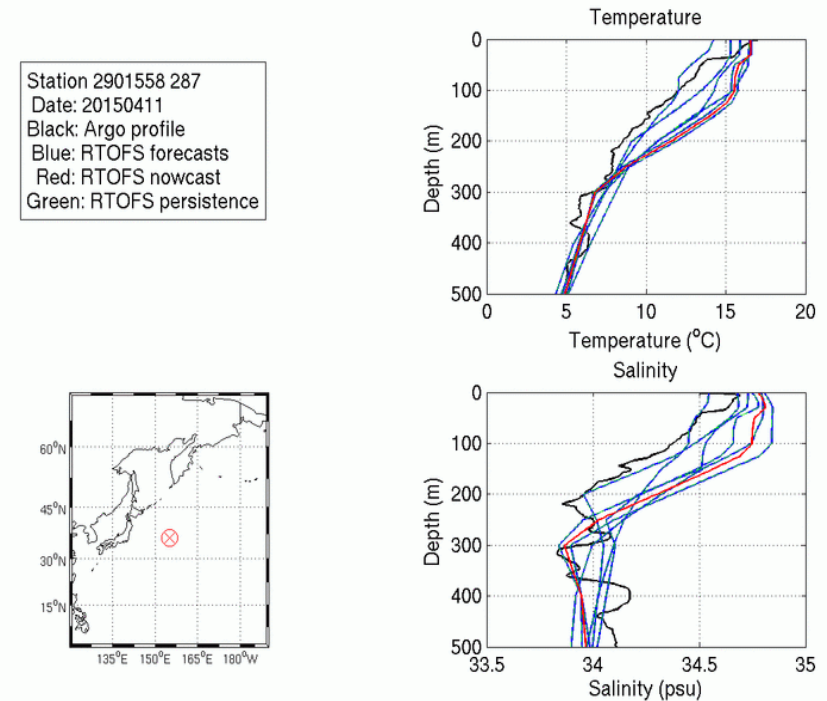 Station 2901558 287
Date: 20150411
Black: Argo profile
Blue: RTOFS forecasts
Red: RTOFS nowcast
Green: RTOFS persistence
Temperature
0
100
200
300
400
500
Depth (m)
0 5 10 15 20
Temperature (°C)
60°N
45°N
30°N
15°N
135°E 150°E 165°E 180°W
Salinity
0
100
200
300
400
500
Depth (m)
33.5 34 34.5 35
Salinity (psu)